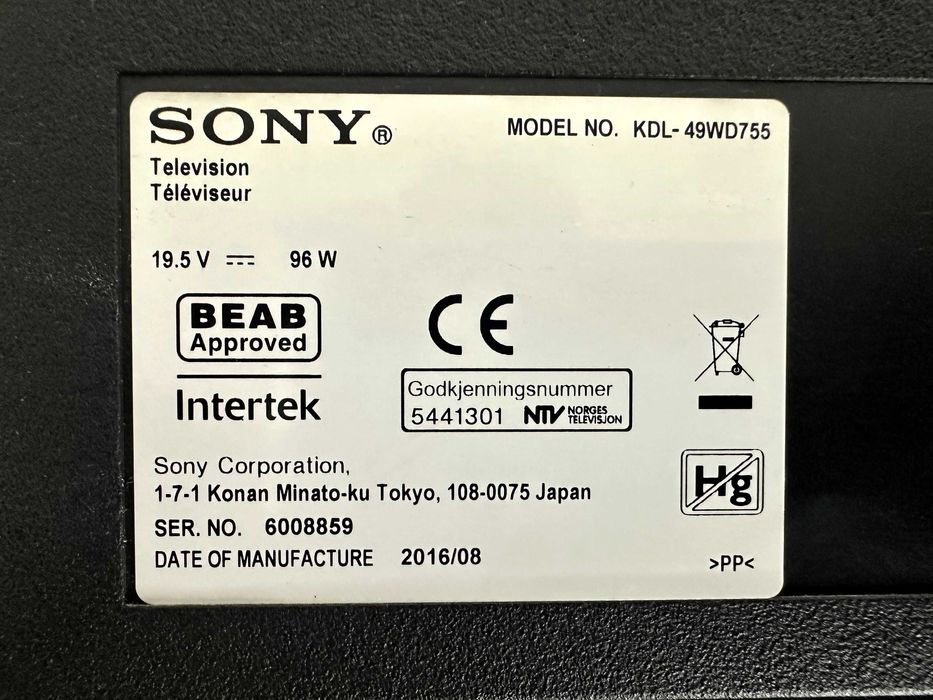 SONY®
MODEL NO. KDL-49WD755
Television
Téléviseur
19.5 V ⎓ 96 W
BEAB
Approved
Intertek
CE
Godkjenningsnummer
5441301 NTV NORGES TELEVISJON
Sony Corporation,
1-7-1 Konan Minato-ku Tokyo, 108-0075 Japan
Hg
SER. NO. 6008859
DATE OF MANUFACTURE 2016/08
>PP<